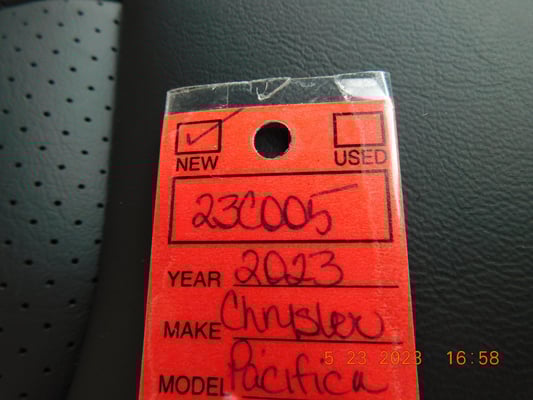 NEW USED
23C005
YEAR 2023
MAKE Chrysler
5 23 2023 16:58
MODEL Pacifica